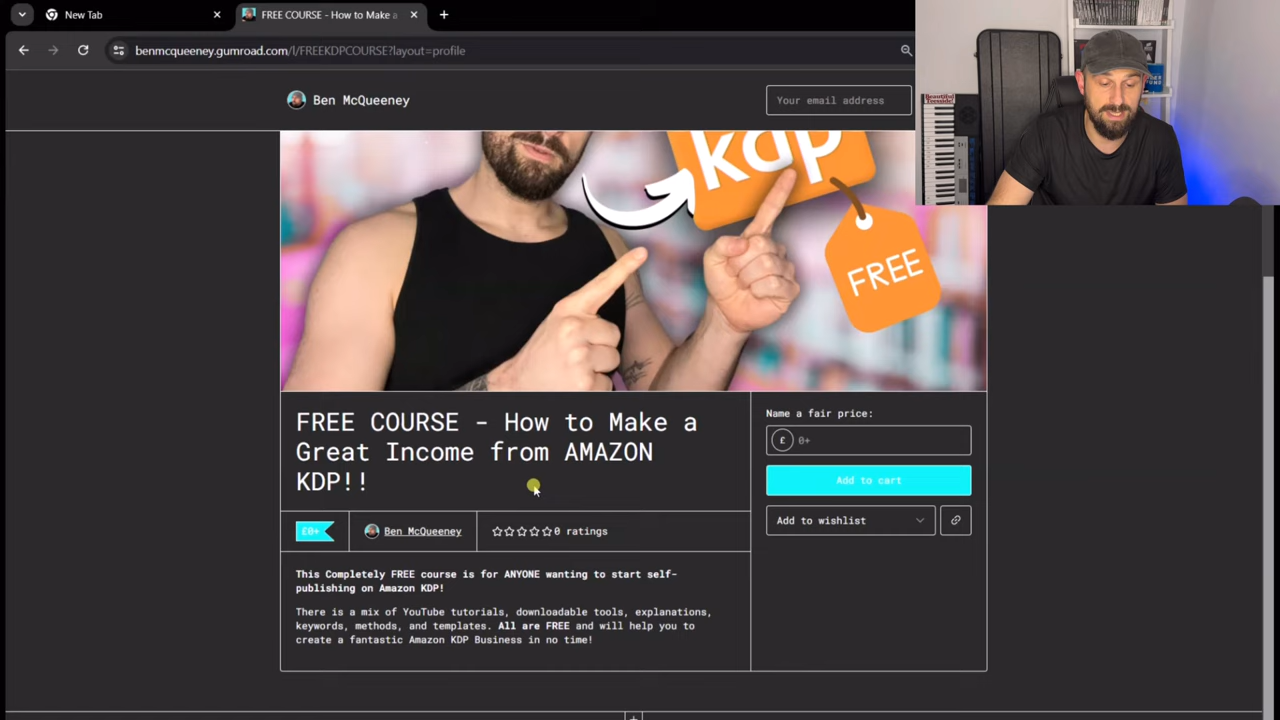 New Tab
FREE COURSE - How to Make a
benmcqueeney.gumroad.com/l/FREEKDPCOURSE?layout=profile
Ben McQueeney
Your email address
kdp
FREE
FREE COURSE - How to Make a
Great Income from AMAZON
KDP!!
£0+
Ben McQueeney
0 ratings
This Completely FREE course is for ANYONE wanting to start self-
publishing on Amazon KDP!
There is a mix of YouTube tutorials, downloadable tools, explanations,
keywords, methods, and templates. All are FREE and will help you to
create a fantastic Amazon KDP Business in no time!
Name a fair price:
£ 0+
Add to cart
Add to wishlist